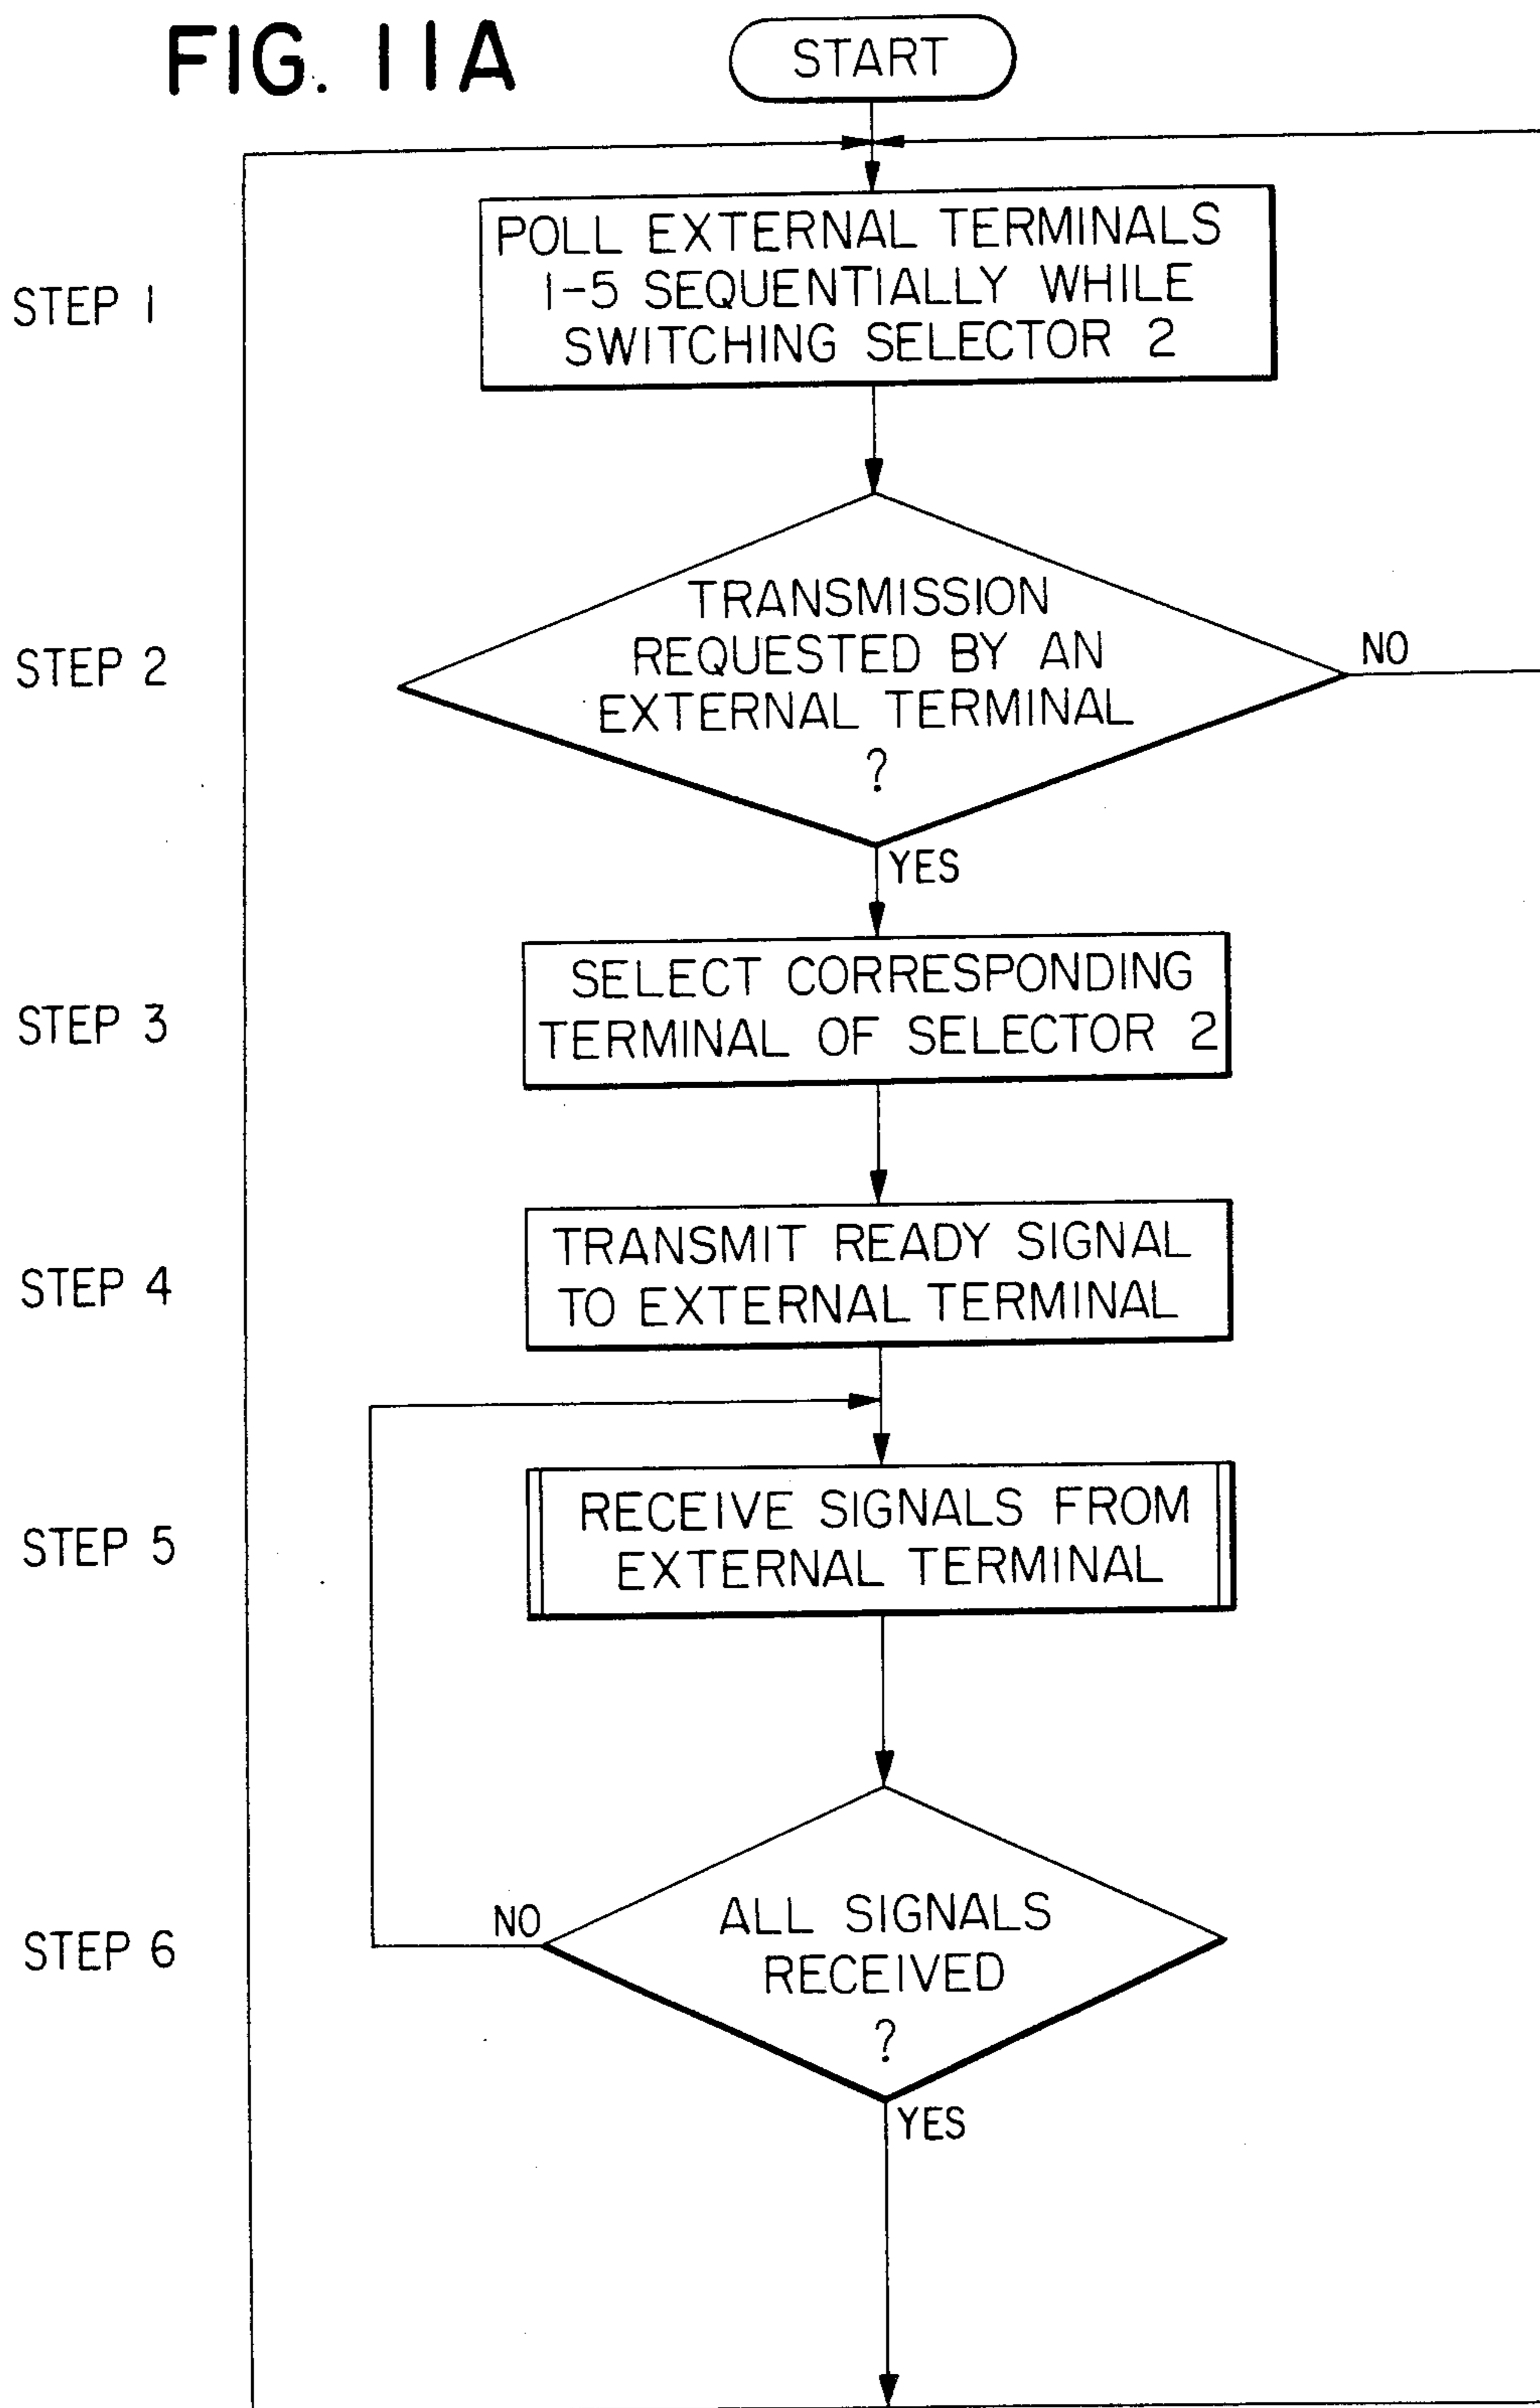 FIG. 11A
START
STEP 1
POLL EXTERNAL TERMINALS
1-5 SEQUENTIALLY WHILE
SWITCHING SELECTOR 2
STEP 2
TRANSMISSION
REQUESTED BY AN
EXTERNAL TERMINAL
?
NO
YES
STEP 3
SELECT CORRESPONDING
TERMINAL OF SELECTOR 2
STEP 4
TRANSMIT READY SIGNAL
TO EXTERNAL TERMINAL
STEP 5
RECEIVE SIGNALS FROM
EXTERNAL TERMINAL
STEP 6
NO
ALL SIGNALS
RECEIVED
?
YES